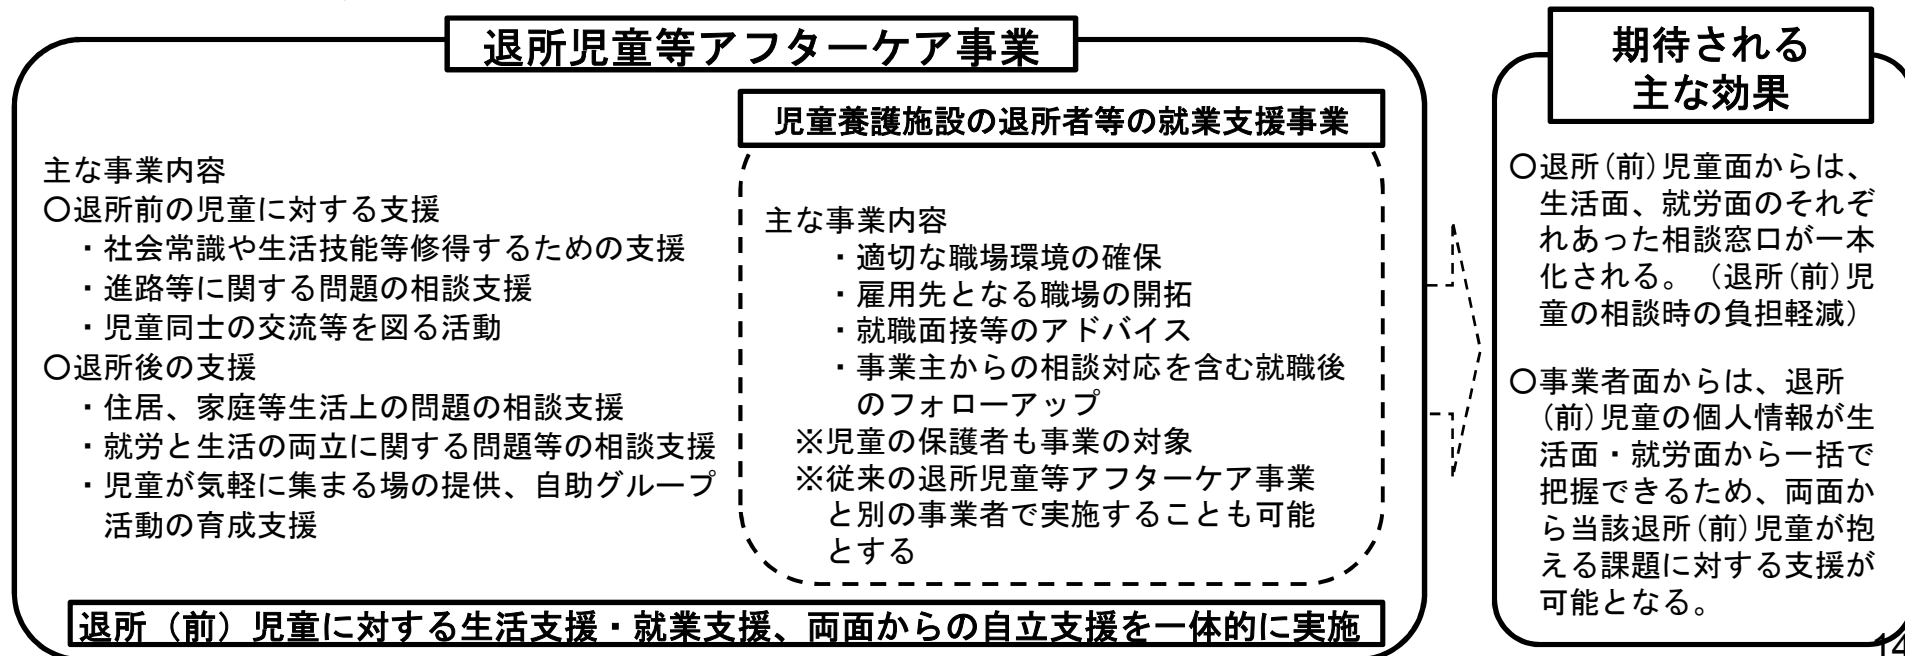 退所児童等アフターケア事業
主な事業内容
〇退所前の児童に対する支援
・社会常識や生活技能等修得するための支援
・進路等に関する問題の相談支援
・児童同士の交流等を図る活動
〇退所後の支援
・住居、家庭等生活上の問題の相談支援
・就労と生活の両立に関する問題等の相談支援
・児童が気軽に集まる場の提供、自助グループ
活動の育成支援
児童養護施設の退所者等の就業支援事業
主な事業内容
・適切な職場環境の確保
・雇用先となる職場の開拓
・就職面接等のアドバイス
・事業主からの相談対応を含む就職後
のフォローアップ
※児童の保護者も事業の対象
※従来の退所児童等アフターケア事業
と別の事業者で実施することも可能
とする
退所（前）児童に対する生活支援・就業支援、両面からの自立支援を一体的に実施
期待される
主な効果
〇退所(前)児童面からは、
生活面、就労面のそれぞ
れあった相談窓口が一本
化される。（退所(前)児
童の相談時の負担軽減）
〇事業者面からは、退所
(前)児童の個人情報が生
活面・就労面から一括で
把握できるため、両面か
ら当該退所(前)児童が抱
える課題に対する支援が
可能となる。
14